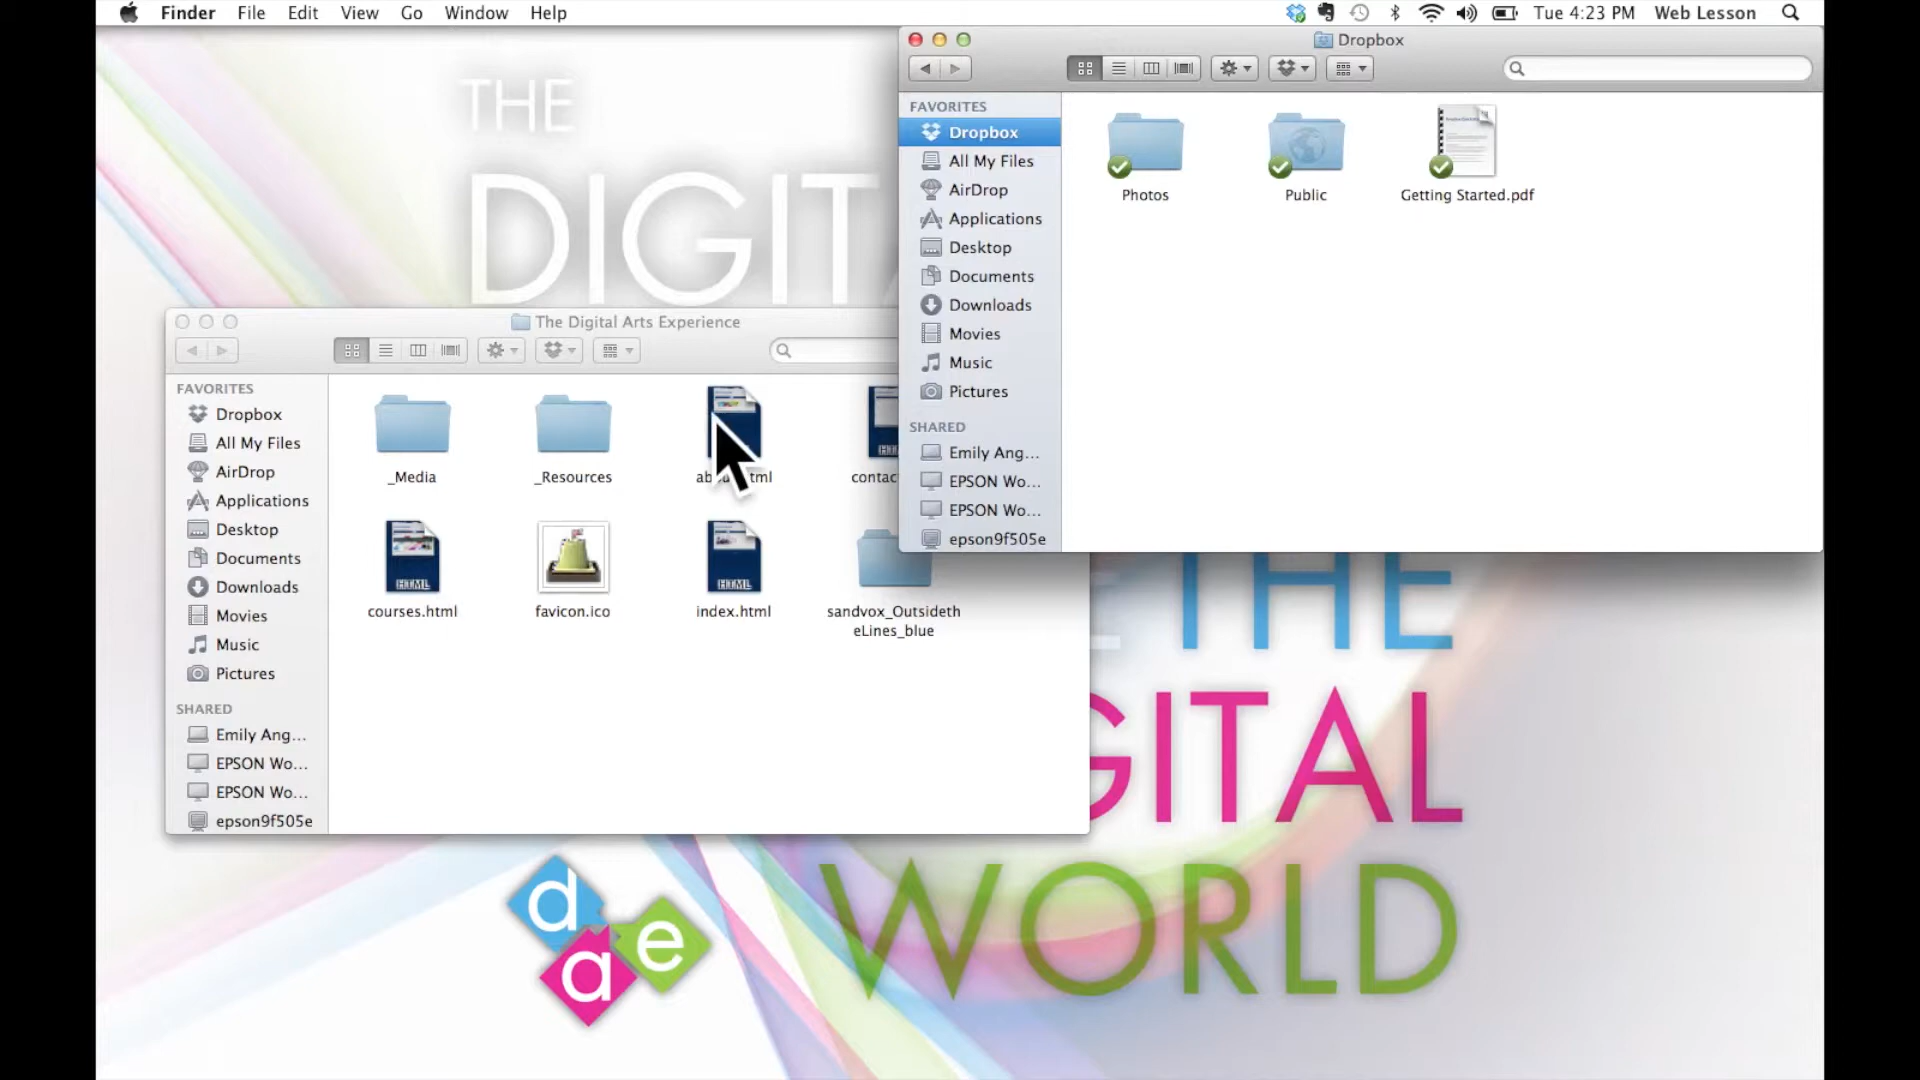 Finder File Edit View Go Window Help Tue 4:23 PM Web Lesson
Dropbox
FAVORITES
Dropbox
All My Files
AirDrop
Applications
Desktop
Documents
Downloads
Movies
Music
Pictures
SHARED
Emily Ang...
EPSON Wo...
EPSON Wo...
epson9f505e
Photos Public Getting Started.pdf
THE
DIGIT
The Digital Arts Experience
FAVORITES
Dropbox
All My Files
AirDrop
Applications
Desktop
Documents
Downloads
Movies
Music
Pictures
SHARED
Emily Ang...
EPSON Wo...
EPSON Wo...
epson9f505e
_Media _Resources
HTML HTML
courses.html favicon.ico index.html sandvox_Outsideth
eLines_blue
THE
GITAL
WORLD
d
a e